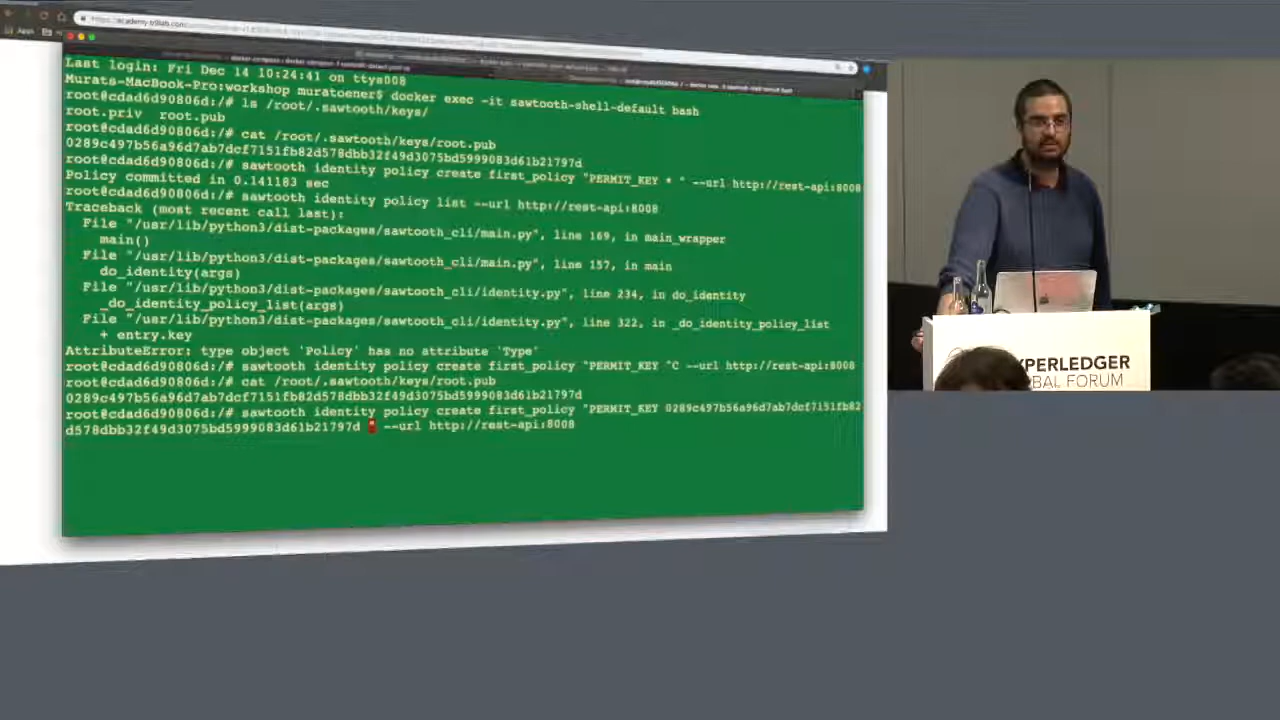 Apps
Last login: Fri Dec 14 10:24:41 on ttys008
Murats-MacBook-Pro:workshop muratoener$ docker exec -it sawtooth-shell-default bash
root@cdad6d90806d:/# ls /root/.sawtooth/keys/
root.priv  root.pub
root@cdad6d90806d:/# cat /root/.sawtooth/keys/root.pub
0289c497b56a96d7ab7dcf7151fb82d578dbb32f49d3075bd5999083d61b21797d
root@cdad6d90806d:/# sawtooth identity policy create first_policy "PERMIT_KEY * " --url http://rest-api:8008
Policy committed in 0.141183 sec
root@cdad6d90806d:/# sawtooth identity policy list --url http://rest-api:8008
Traceback (most recent call last):
  File "/usr/lib/python3/dist-packages/sawtooth_cli/main.py", line 169, in main_wrapper
    main()
  File "/usr/lib/python3/dist-packages/sawtooth_cli/main.py", line 157, in main
    do_identity(args)
  File "/usr/lib/python3/dist-packages/sawtooth_cli/identity.py", line 234, in do_identity
    _do_identity_policy_list(args)
  File "/usr/lib/python3/dist-packages/sawtooth_cli/identity.py", line 322, in _do_identity_policy_list
    + entry.key
AttributeError: type object 'Policy' has no attribute 'Type'
root@cdad6d90806d:/# sawtooth identity policy create first_policy "PERMIT_KEY ^C --url http://rest-api:8008
root@cdad6d90806d:/# cat /root/.sawtooth/keys/root.pub
0289c497b56a96d7ab7dcf7151fb82d578dbb32f49d3075bd5999083d61b21797d
root@cdad6d90806d:/# sawtooth identity policy create first_policy "PERMIT_KEY 0289c497b56a96d7ab7dcf7151fb82
d578dbb32f49d3075bd5999083d61b21797d " --url http://rest-api:8008
YPERLEDGER
BAL FORUM